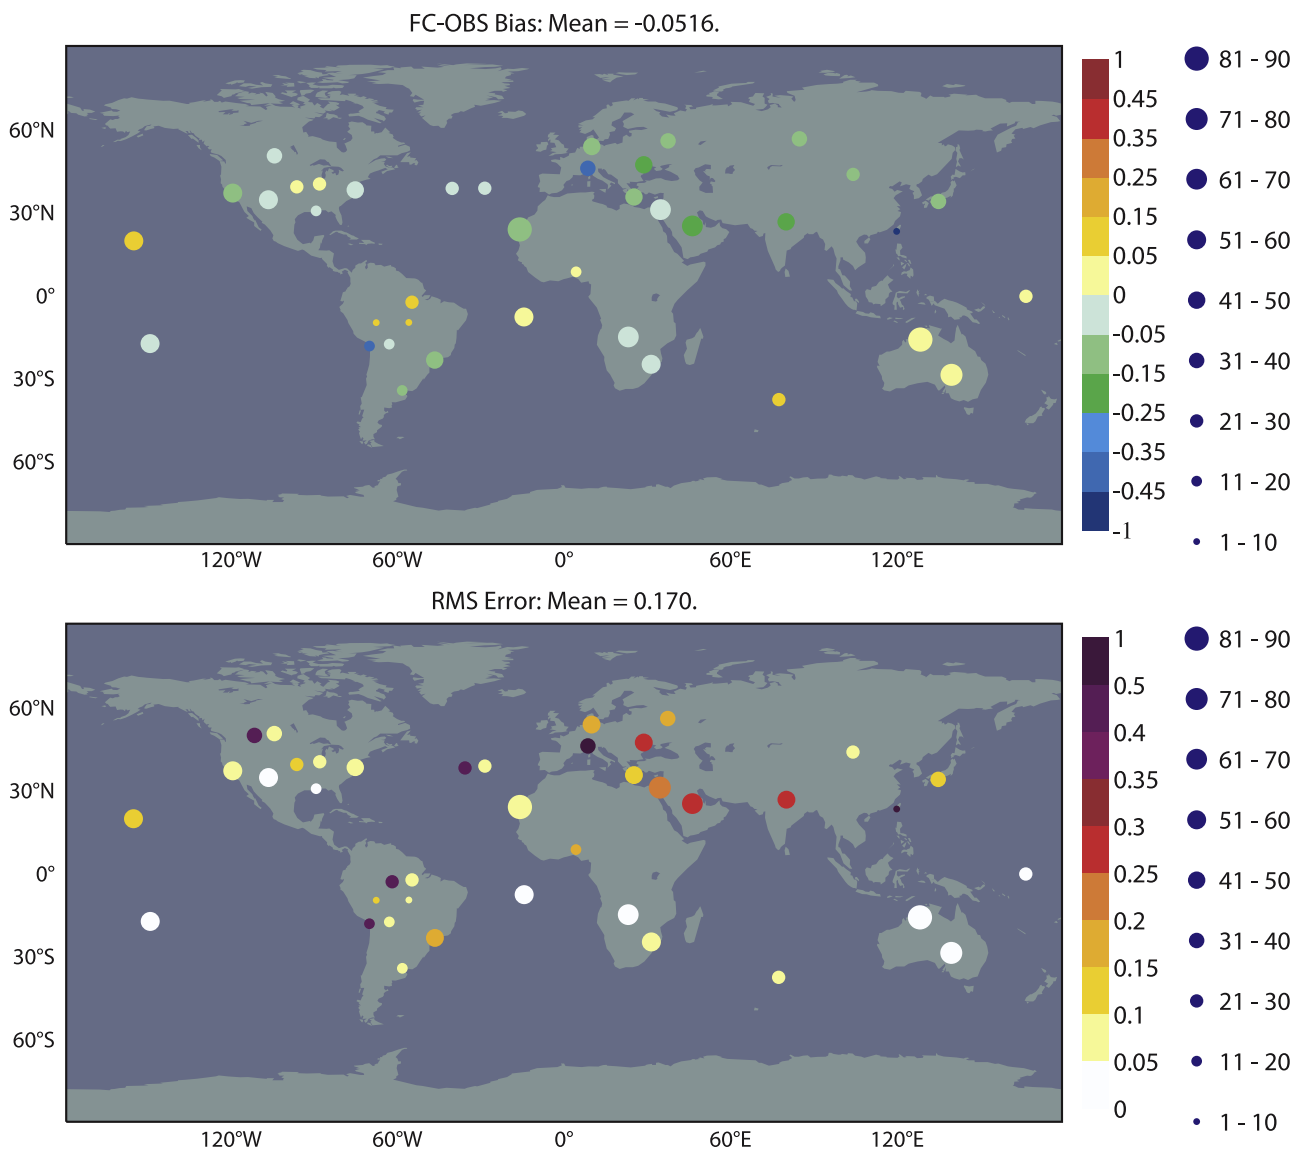 FC-OBS Bias: Mean = -0.0516.
60°N
30°N
0°
30°S
60°S
120°W
60°W
0°
60°E
120°E
1
0.45
0.35
0.25
0.15
0.05
0
-0.05
-0.15
-0.25
-0.35
-0.45
-1
81 - 90
71 - 80
61 - 70
51 - 60
41 - 50
31 - 40
21 - 30
11 - 20
1 - 10
RMS Error: Mean = 0.170.
60°N
30°N
0°
30°S
60°S
120°W
60°W
0°
60°E
120°E
1
0.5
0.4
0.35
0.3
0.25
0.2
0.15
0.1
0.05
0
81 - 90
71 - 80
61 - 70
51 - 60
41 - 50
31 - 40
21 - 30
11 - 20
1 - 10